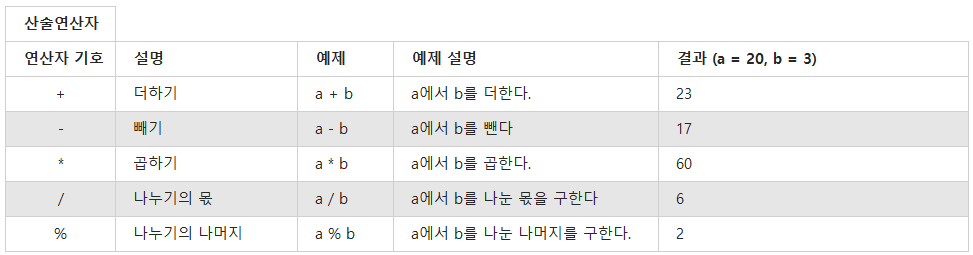 산술연산자
연산자 기호 설명 예제 예제 설명 결과 (a = 20, b = 3)
+ 더하기 a + b a에서 b를 더한다. 23
- 빼기 a - b a에서 b를 뺀다 17
* 곱하기 a * b a에서 b를 곱한다. 60
/ 나누기의 몫 a / b a에서 b를 나눈 몫을 구한다 6
% 나누기의 나머지 a % b a에서 b를 나눈 나머지를 구한다. 2